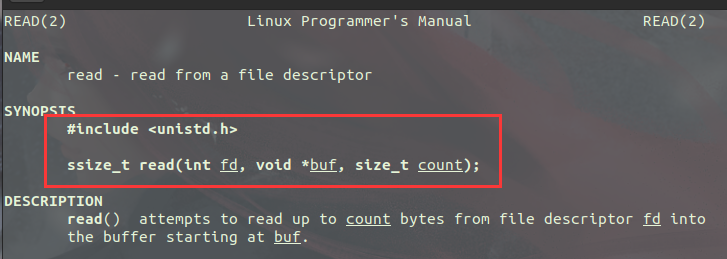 READ(2) Linux Programmer's Manual READ(2)
NAME
read - read from a file descriptor
SYNOPSIS
#include <unistd.h>
ssize_t read(int fd, void *buf, size_t count);
DESCRIPTION
read() attempts to read up to count bytes from file descriptor fd into
the buffer starting at buf.